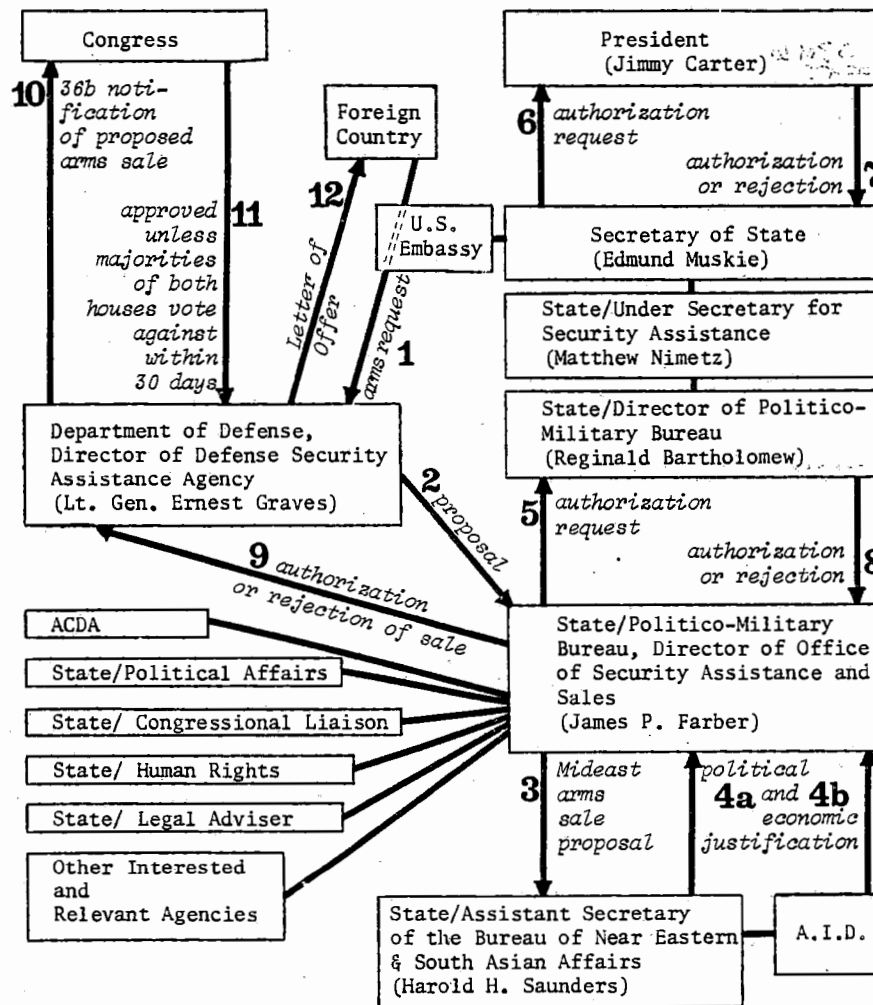 Congress
10
36b noti-
fication
of proposed
arms sale
11
approved
unless
majorities
of both
houses vote
against
within
30 days
Foreign
Country
12
Letter of
Offer
U.S.
Embassy
arms request
1
President
(Jimmy Carter)
6
authorization
request
authorization
or rejection
7
Secretary of State
(Edmund Muskie)
State/Under Secretary for
Security Assistance
(Matthew Nimetz)
State/Director of Politico-
Military Bureau
(Reginald Bartholomew)
Department of Defense,
Director of Defense Security
Assistance Agency
(Lt. Gen. Ernest Graves)
2
proposal
5
authorization
request
authorization
or rejection
8
9
authorization
or rejection of sale
State/Politico-Military
Bureau, Director of Office
of Security Assistance and
Sales
(James P. Farber)
ACDA
State/Political Affairs
State/ Congressional Liaison
State/ Human Rights
State/ Legal Adviser
Other Interested
and
Relevant Agencies
3
Mideast
arms
sale
proposal
political
4a and 4b
economic
justification
State/Assistant Secretary
of the Bureau of Near Eastern
& South Asian Affairs
(Harold H. Saunders)
A.I.D.